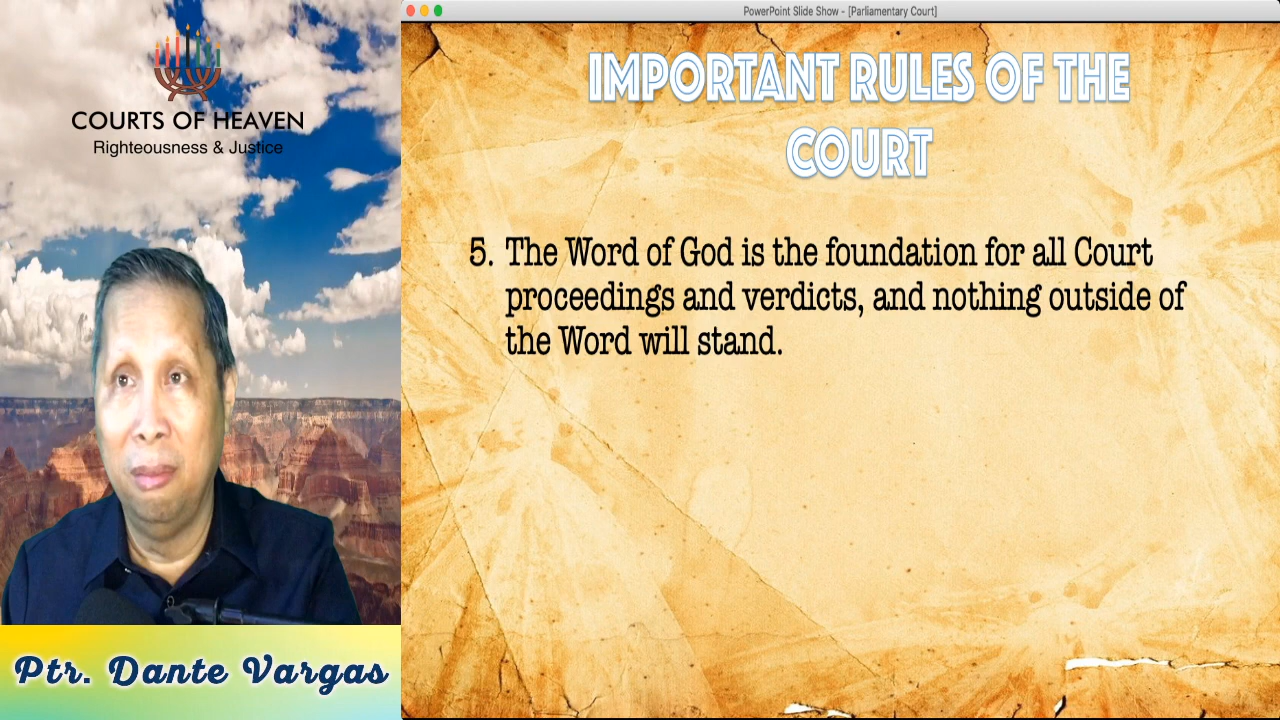 COURTS OF HEAVEN
Righteousness & Justice
Ptr. Dante Vargas
PowerPoint Slide Show - [Parliamentary Court]
IMPORTANT RULES OF THE
COURT
5. The Word of God is the foundation for all Court
proceedings and verdicts, and nothing outside of
the Word will stand.